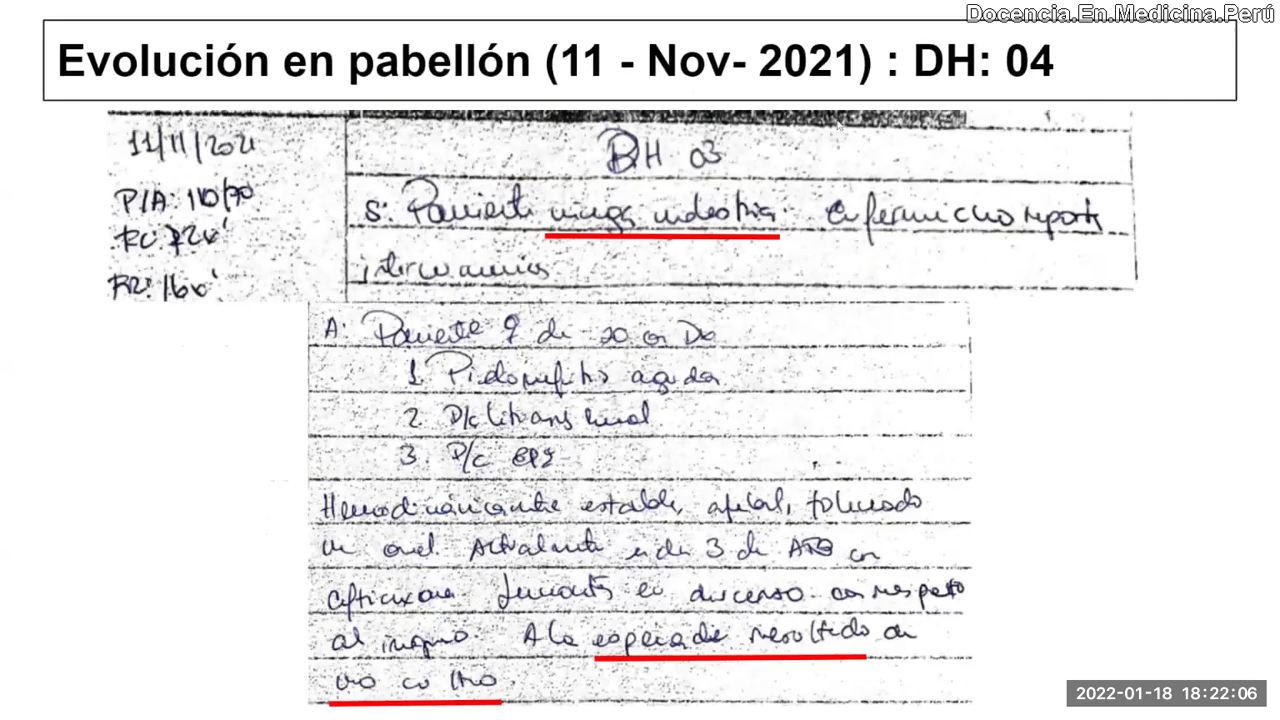 Docencia.En.Medicina.Perú
Evolución en pabellón (11 - Nov- 2021) : DH: 04
11/11/2021
DH 03
P/A: 110/70
S: Paciente niega molestias. Enfermería no reporta
FC 72x'
intercurrencias
FR: 16x'
A: Paciente ♀ de 20 con Dx
1. Pielonefritis aguda
2. D/c litiasis renal
3. D/c EPI
Hemodinámicamente estable, afebril, tolerando
vo oral. Actualmente en día 3 de ATB con
ceftriaxona. Leucocitos en descenso con respecto
al ingreso. A la espera de resultado de
urocultivo.
2022-01-18 18:22:06